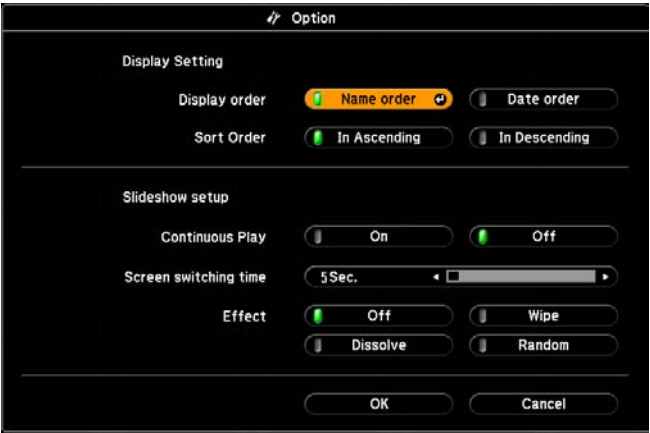 Option
Display Setting
Display order Name order Date order
Sort Order In Ascending In Descending
Slideshow setup
Continuous Play On Off
Screen switching time 5Sec.
Effect Off Wipe
Dissolve Random
OK Cancel